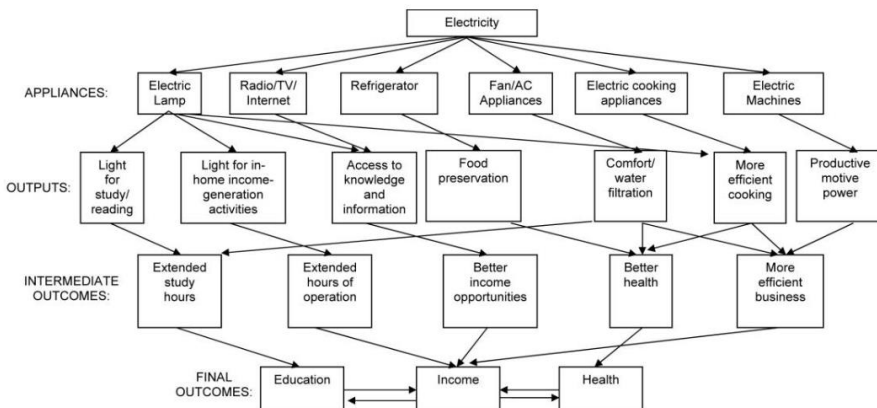 Electricity
APPLIANCES:
Electric
Lamp
Radio/TV/
Internet
Refrigerator
Fan/AC
Appliances
Electric cooking
appliances
Electric
Machines
OUTPUTS:
Light
for
study/
reading
Light for in-
home income-
generation
activities
Access to
knowledge
and
information
Food
preservation
Comfort/
water
filtration
More
efficient
cooking
Productive
motive
power
INTERMEDIATE
OUTCOMES:
Extended
study
hours
Extended
hours of
operation
Better
income
opportunities
Better
health
More
efficient
business
FINAL
OUTCOMES:
Education
Income
Health